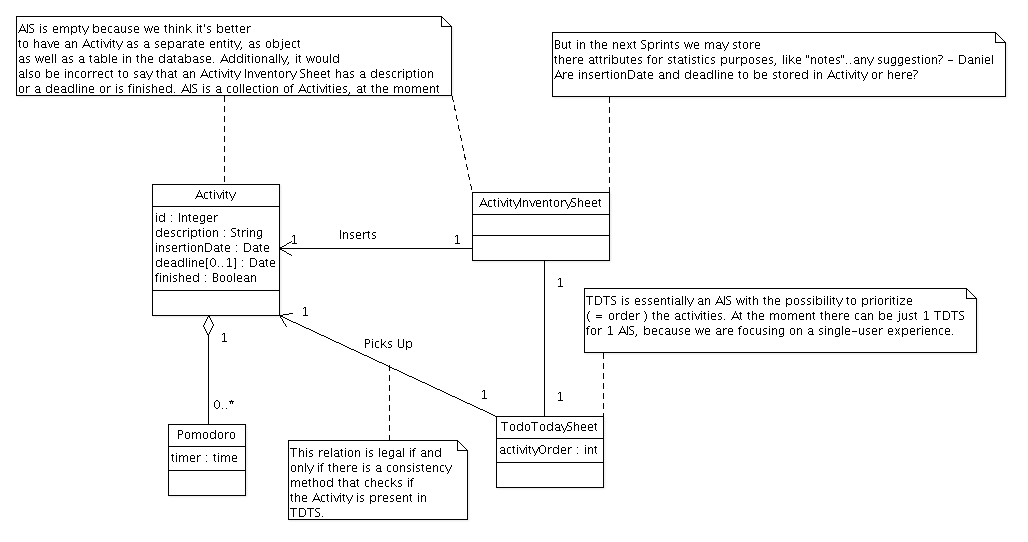 AIS is empty because we think it's better
to have an Activity as a separate entity, as object
as well as a table in the database. Additionally, it would
also be incorrect to say that an Activity Inventory Sheet has a description
or a deadline or is finished. AIS is a collection of Activities, at the moment
But in the next Sprints we may store
there attributes for statistics purposes, like "notes"..any suggestion? - Daniel
Are insertionDate and deadline to be stored in Activity or here?
Activity
id : Integer
description : String
insertionDate : Date
deadline[0..1] : Date
finished : Boolean
ActivityInventorySheet
1
Inserts
1
1
TDTS is essentially an AIS with the possibility to prioritize
( = order ) the activities. At the moment there can be just 1 TDTS
for 1 AIS, because we are focusing on a single-user experience.
1
Picks Up
1
1
1
0..*
Pomodoro
timer : time
This relation is legal if and
only if there is a consistency
method that checks if
the Activity is present in
TDTS.
TodoTodaySheet
activityOrder : int